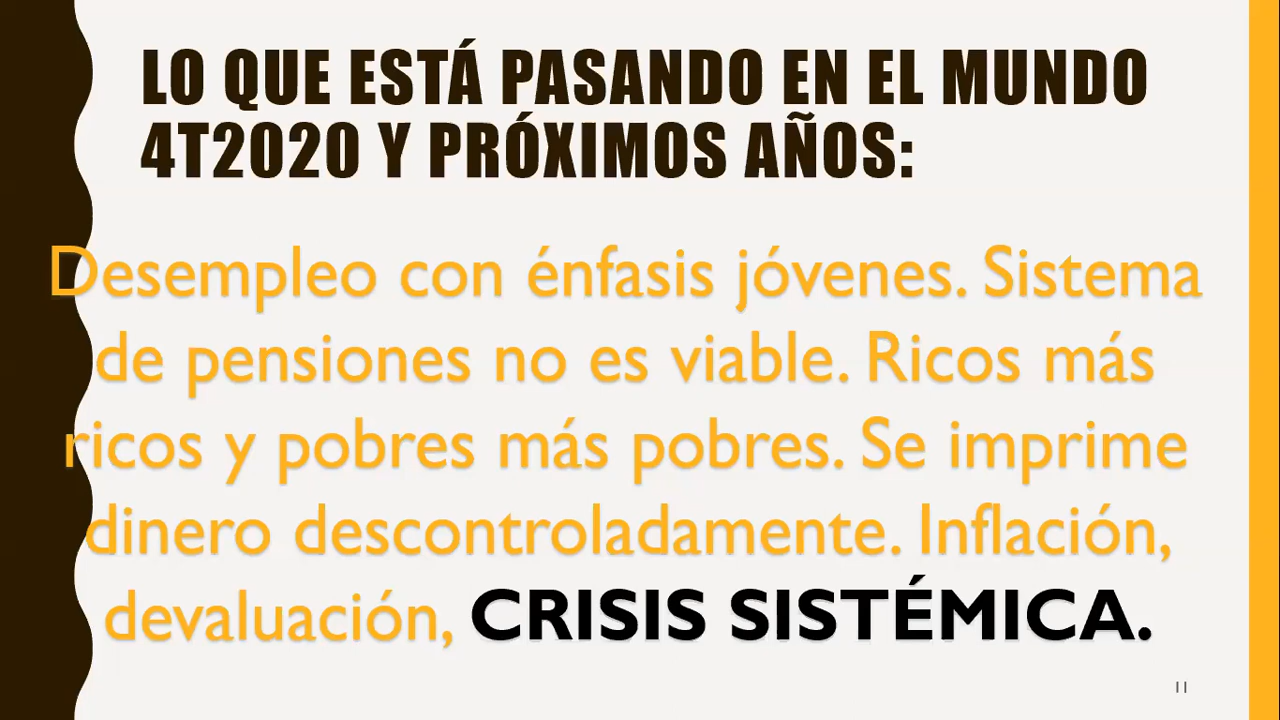 LO QUE ESTÁ PASANDO EN EL MUNDO
4T2020 Y PRÓXIMOS AÑOS:
Desempleo con énfasis jóvenes. Sistema
de pensiones no es viable. Ricos más
ricos y pobres más pobres. Se imprime
dinero descontroladamente. Inflación,
devaluación, CRISIS SISTÉMICA.
11